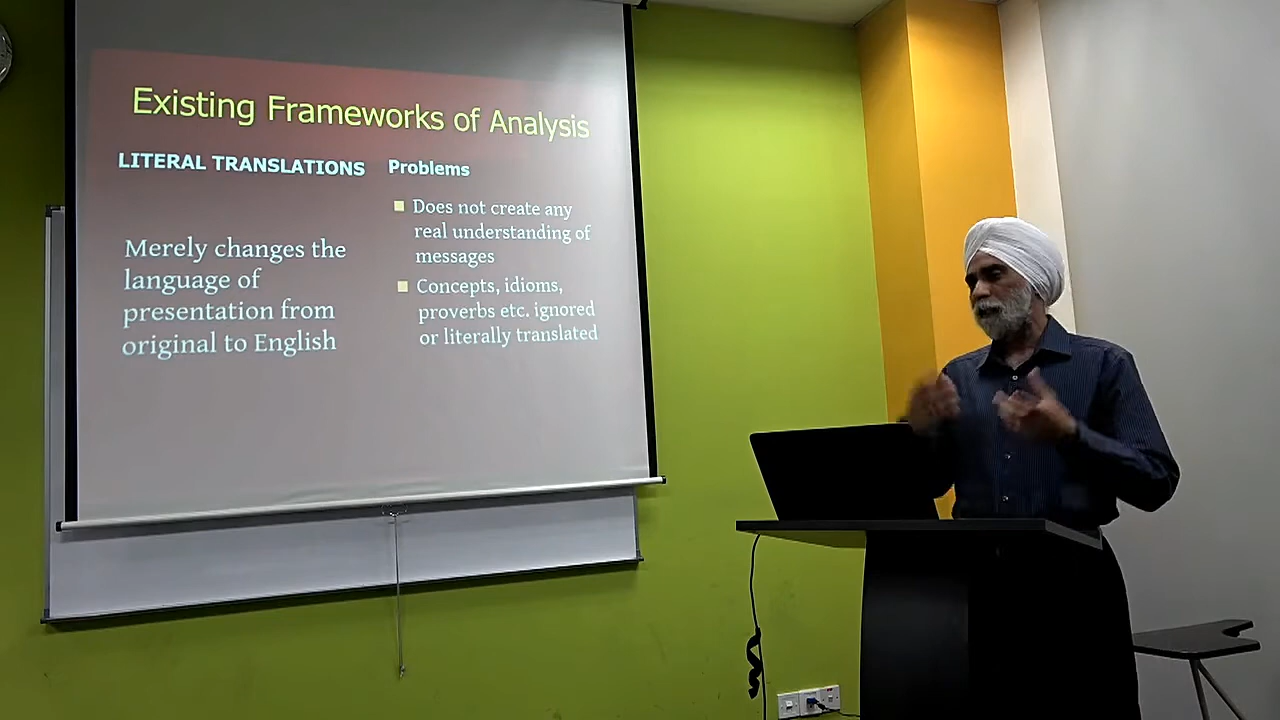 Existing Frameworks of Analysis
LITERAL TRANSLATIONS
Merely changes the
language of
presentation from
original to English
Problems
Does not create any
real understanding of
messages
Concepts, idioms,
proverbs etc. ignored
or literally translated